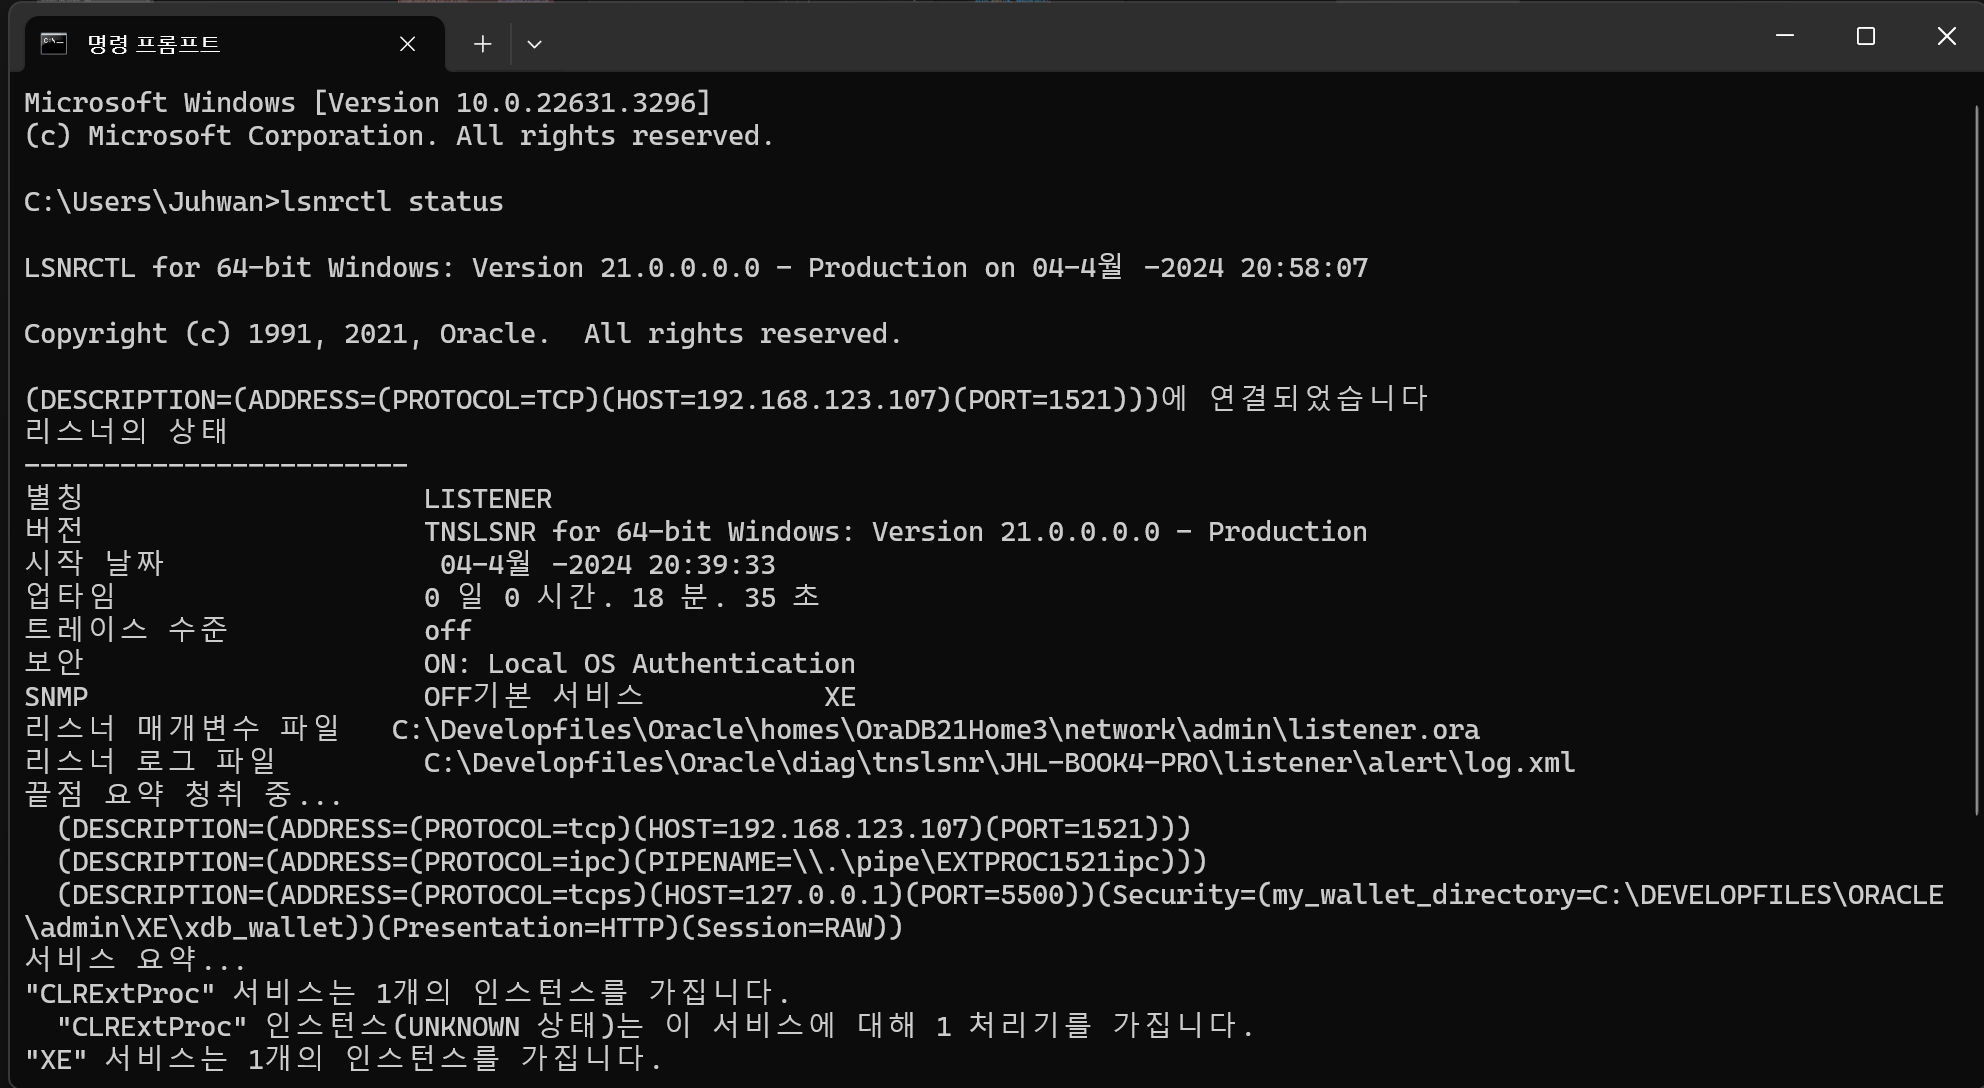 명령 프롬프트
Microsoft Windows [Version 10.0.22631.3296]
(c) Microsoft Corporation. All rights reserved.
C:\Users\Juhwan>lsnrctl status
LSNRCTL for 64-bit Windows: Version 21.0.0.0.0 - Production on 04-4월 -2024 20:58:07
Copyright (c) 1991, 2021, Oracle.  All rights reserved.
(DESCRIPTION=(ADDRESS=(PROTOCOL=TCP)(HOST=192.168.123.107)(PORT=1521)))에 연결되었습니다
리스너의 상태
------------------------
별칭                     LISTENER
버전                     TNSLSNR for 64-bit Windows: Version 21.0.0.0.0 - Production
시작 날짜                 04-4월 -2024 20:39:33
업타임                   0 일 0 시간. 18 분. 35 초
트레이스 수준            off
보안                     ON: Local OS Authentication
SNMP                     OFF기본 서비스           XE
리스너 매개변수 파일   C:\Developfiles\Oracle\homes\OraDB21Home3\network\admin\listener.ora
리스너 로그 파일         C:\Developfiles\Oracle\diag\tnslsnr\JHL-BOOK4-PRO\listener\alert\log.xml
끝점 요약 청취 중...
  (DESCRIPTION=(ADDRESS=(PROTOCOL=tcp)(HOST=192.168.123.107)(PORT=1521)))
  (DESCRIPTION=(ADDRESS=(PROTOCOL=ipc)(PIPENAME=\\.\pipe\EXTPROC1521ipc)))
  (DESCRIPTION=(ADDRESS=(PROTOCOL=tcps)(HOST=127.0.0.1)(PORT=5500))(Security=(my_wallet_directory=C:\DEVELOPFILES\ORACLE
\admin\XE\xdb_wallet))(Presentation=HTTP)(Session=RAW))
서비스 요약...
"CLRExtProc" 서비스는 1개의 인스턴스를 가집니다.
  "CLRExtProc" 인스턴스(UNKNOWN 상태)는 이 서비스에 대해 1 처리기를 가집니다.
"XE" 서비스는 1개의 인스턴스를 가집니다.